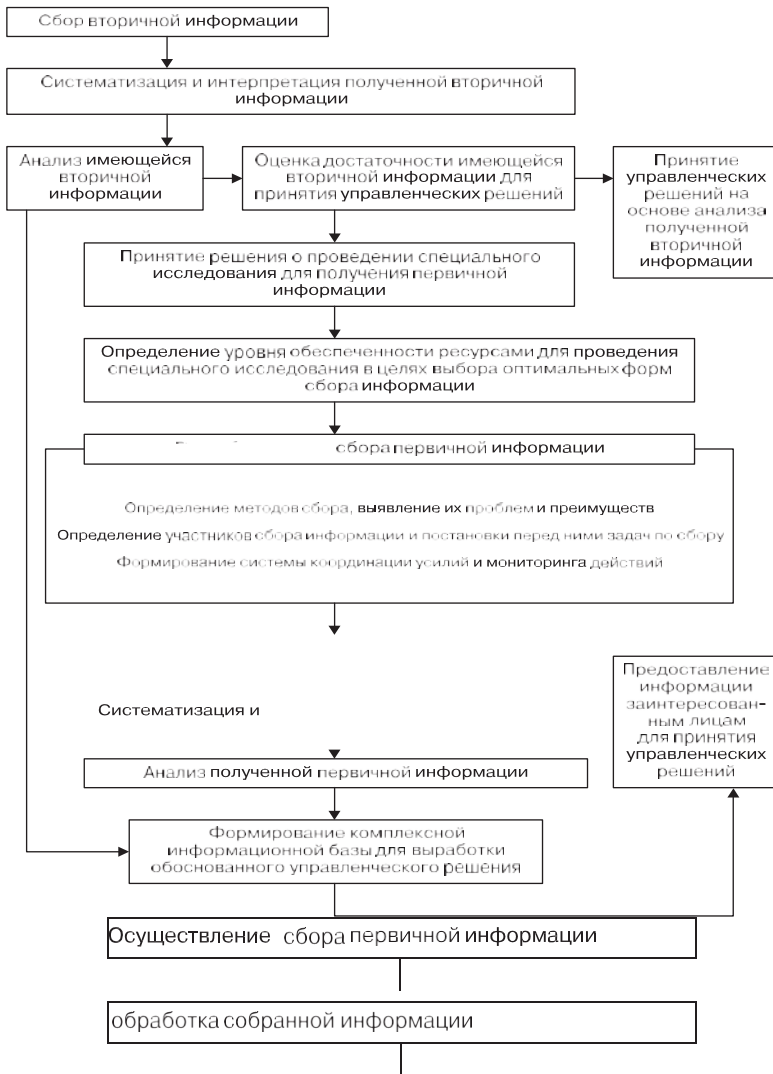 Сбор вторичной информации
Систематизация и интерпретация полученной вторичной
информации
Анализ имеющейся
вторичной
информации
Оценка достаточности имеющейся
вторичной информации для
принятия управленческих решений
Принятие
управленческих
решений на
основе анализа
полученной
вторичной
информации
Принятие решения о проведении специального
исследования для получения первичной
информации
Определение уровня обеспеченности ресурсами для проведения
специального исследования в целях выбора оптимальных форм
сбора информации
сбора первичной информации
Определение методов сбора, выявление их проблем и преимуществ
Определение участников сбора информации и постановки перед ними задач по сбору
Формирование системы координации усилий и мониторинга действий
Предоставление
информации
заинтересован-
ным лицам
для принятия
управленческих
решений
Систематизация и
Анализ полученной первичной информации
Формирование комплексной
информационной базы для выработки
обоснованного управленческого решения
Осуществление сбора первичной информации
обработка собранной информации